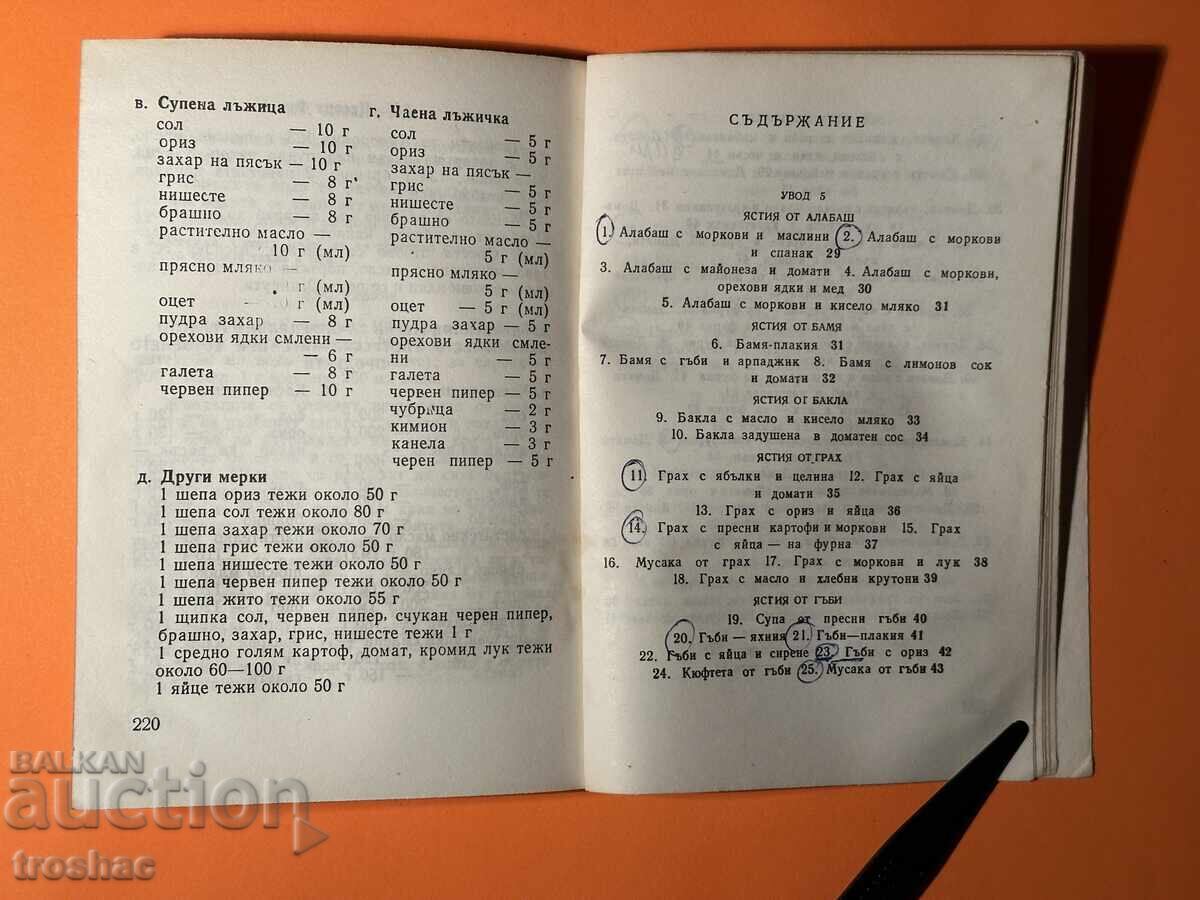 в. Супена лъжица
сол — 10 г
ориз — 10 г
захар на пясък — 10 г
грис — 8 г
нишесте — 8 г
брашно — 8 г
растително масло —
10 г (мл)
прясно мляко —
г (мл)
оцет — г (мл)
пудра захар — 8 г
орехови ядки смлени —
— 6 г
галета — 8 г
червен пипер — 10 г
г. Чаена лъжичка
сол — 5 г
ориз — 5 г
захар на пясък —
грис — 5 г
нишесте — 5 г
брашно — 5 г
растително масло —
5 г (мл)
прясно мляко —
5 г (мл)
оцет — 5 г (мл)
пудра захар — 5 г
орехови ядки смле-
ни — 5 г
галета — 5 г
червен пипер — 5 г
чубрица — 2 г
кимион — 3 г
канела — 3 г
черен пипер — 5 г
д. Други мерки
1 шепа ориз тежи около 50 г
1 шепа сол тежи около 80 г
1 шепа захар тежи около 70 г
1 шепа грис тежи около 50 г
1 шепа нишесте тежи около 50 г
1 шепа червен пипер тежи около 50 г
1 шепа жито тежи около 55 г
1 щипка сол, червен пипер, счукан черен пипер,
брашно, захар, грис, нишесте тежи 1 г
1 средно голям картоф, домат, кромид лук тежи
около 60—100 г
1 яйце тежи около 50 г
220
СЪДЪРЖАНИЕ
УВОД 5
ЯСТИЯ ОТ АЛАБАШ
1. Алабаш с моркови и маслини 2. Алабаш с моркови
и спанак 29
3. Алабаш с майонеза и домати 4. Алабаш с моркови,
орехови ядки и мед 30
5. Алабаш с моркови и кисело мляко 31
ЯСТИЯ ОТ БАМЯ
6. Бамя-плакия 31
7. Бамя с гъби и арпаджик 8. Бамя с лимонов сок
и домати 32
ЯСТИЯ ОТ БАКЛА
9. Бакла с масло и кисело мляко 33
10. Бакла задушена в доматен сос 34
ЯСТИЯ ОТ ГРАХ
11. Грах с ябълки и целина 12. Грах с яйца
и домати 35
13. Грах с ориз и яйца 36
14. Грах с пресни картофи и моркови 15. Грах
с яйца — на фурна 37
16. Мусака от грах 17. Грах с моркови и лук 38
18. Грах с масло и хлебни крутони 39
ЯСТИЯ ОТ ГЪБИ
19. Супа от пресни гъби 40
20. Гъби — яхния 21. Гъби—плакия 41
22. Гъби с яйца и сирене 23. Гъби с ориз 42
24. Кюфтета от гъби 25. Мусака от гъби 43
BALKAN
auction
troshac